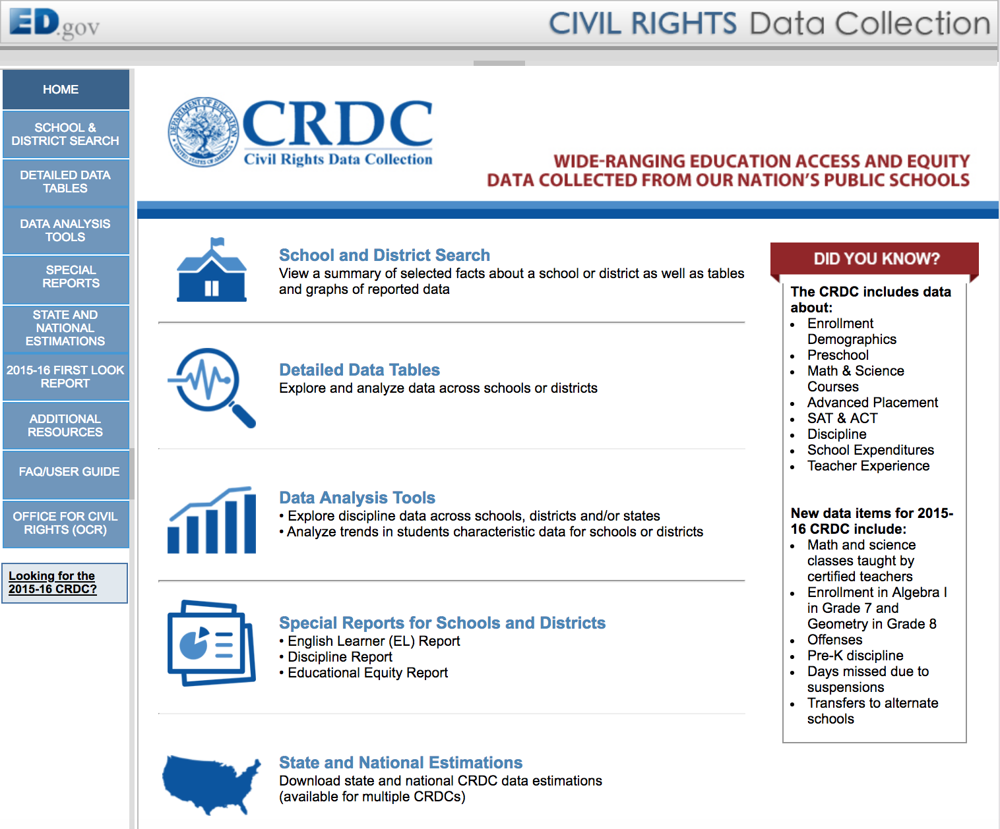 ED.gov
CIVIL RIGHTS Data Collection
HOME
SCHOOL &
DISTRICT SEARCH
DETAILED DATA
TABLES
DATA ANALYSIS
TOOLS
SPECIAL
REPORTS
STATE AND
NATIONAL
ESTIMATIONS
2015-16 FIRST LOOK
REPORT
ADDITIONAL
RESOURCES
FAQ/USER GUIDE
OFFICE FOR CIVIL
RIGHTS (OCR)
Looking for the
2015-16 CRDC?
DEPARTMENT OF EDUCATION
UNITED STATES OF AMERICA
CRDC
Civil Rights Data Collection
WIDE-RANGING EDUCATION ACCESS AND EQUITY
DATA COLLECTED FROM OUR NATION'S PUBLIC SCHOOLS
School and District Search
View a summary of selected facts about a school or district as well as tables
and graphs of reported data
Detailed Data Tables
Explore and analyze data across schools or districts
Data Analysis Tools
• Explore discipline data across schools, districts and/or states
• Analyze trends in students characteristic data for schools or districts
Special Reports for Schools and Districts
• English Learner (EL) Report
• Discipline Report
• Educational Equity Report
State and National Estimations
Download state and national CRDC data estimations
(available for multiple CRDCs)
DID YOU KNOW?
The CRDC includes data
about:
• Enrollment
Demographics
• Preschool
• Math & Science
Courses
• Advanced Placement
• SAT & ACT
• Discipline
• School Expenditures
• Teacher Experience
New data items for 2015-
16 CRDC include:
• Math and science
classes taught by
certified teachers
• Enrollment in Algebra I
in Grade 7 and
Geometry in Grade 8
• Offenses
• Pre-K discipline
• Days missed due to
suspensions
• Transfers to alternate
schools